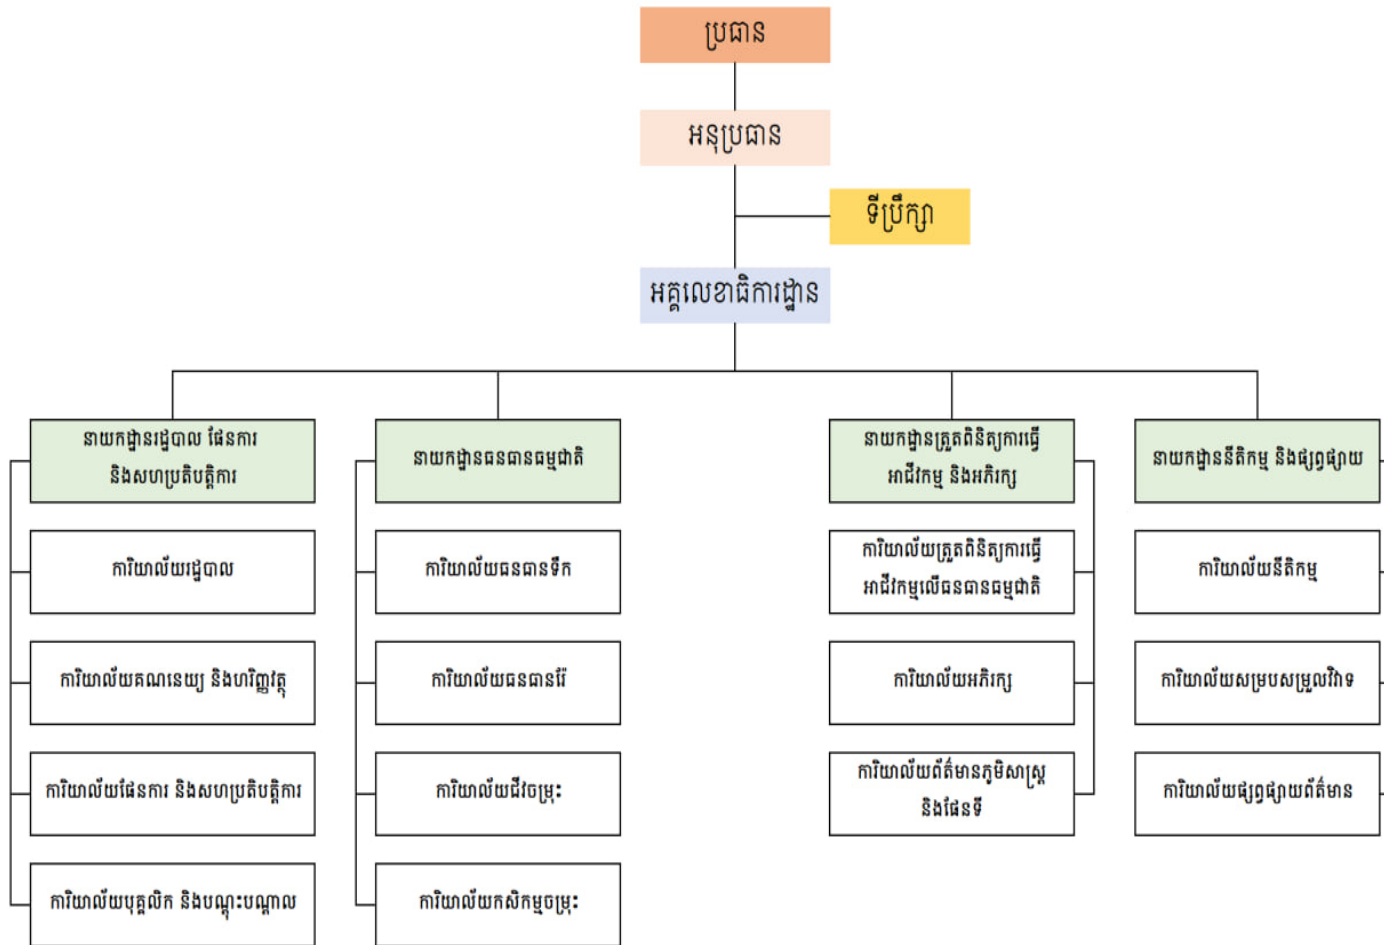 ប្រធាន
អនុប្រធាន
ទីប្រឹក្សា
អគ្គលេខាធិការដ្ឋាន
នាយកដ្ឋានរដ្ឋបាល ផែនការ
និងសហប្រតិបត្តិការ
ការិយាល័យរដ្ឋបាល
ការិយាល័យគណនេយ្យ និងហិរញ្ញវត្ថុ
ការិយាល័យផែនការ និងសហប្រតិបត្តិការ
ការិយាល័យបុគ្គលិក និងបណ្តុះបណ្តាល
នាយកដ្ឋានធនធានធម្មជាតិ
ការិយាល័យធនធានទឹក
ការិយាល័យធនធានរ៉ែ
ការិយាល័យជីវចម្រុះ
ការិយាល័យកសិកម្មចម្រុះ
នាយកដ្ឋានត្រួតពិនិត្យការធ្វើ
អាជីវកម្ម និងអភិរក្ស
ការិយាល័យត្រួតពិនិត្យការធ្វើ
អាជីវកម្មលើធនធានធម្មជាតិ
ការិយាល័យអភិរក្ស
ការិយាល័យព័ត៌មានភូមិសាស្ត្រ
និងផែនទី
នាយកដ្ឋាននីតិកម្ម និងផ្សព្វផ្សាយ
ការិយាល័យនីតិកម្ម
ការិយាល័យសម្របសម្រួលវិវាទ
ការិយាល័យផ្សព្វផ្សាយព័ត៌មាន